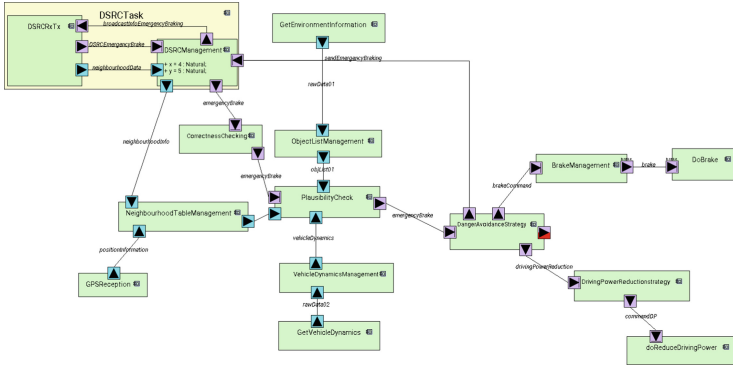 DSRCTask
broadcastInfoEmergencyBraking
DSRCRxTx
DSRCEmergencyBrake
DSRCManagement
neighbourhoodData
+ x = 4 : Natural;
+ y = 5 : Natural;
GetEnvironmentInformation
sendEmergencyBraking
rawData01
emergencyBrake
neighbourhoodInfo
CorrectnessChecking
ObjectListManagement
objList01
emergencyBrake
BrakeManagement
brake
DoBrake
brakeCommand
NeighbourhoodTableManagement
PlausibilityCheck
emergencyBrake
DangerAvoidanceStrategy
vehicleDynamics
positionInformation
drivingPowerReduction
GPSReception
VehicleDynamicsManagement
DrivingPowerReductionstrategy
rawData02
commandDP
GetVehicleDynamics
doReduceDrivingPower